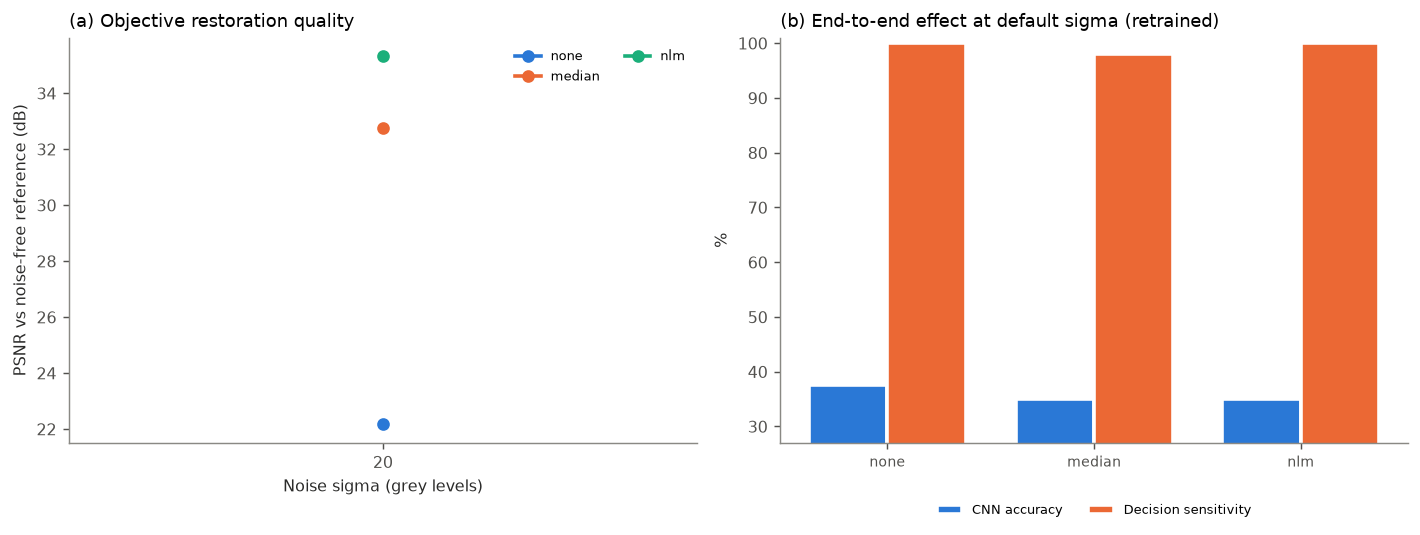 (a) Objective restoration quality
PSNR vs noise-free reference (dB)
34
32
30
28
26
24
22
20
Noise sigma (grey levels)
none
median
nlm
(b) End-to-end effect at default sigma (retrained)
%
100
90
80
70
60
50
40
30
none
median
nlm
CNN accuracy
Decision sensitivity